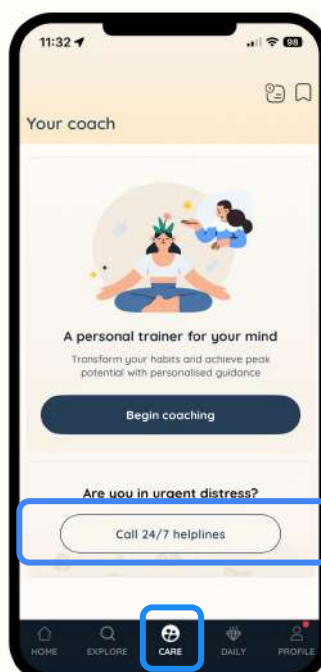 11:32
98
Your coach
A personal trainer for your mind
Transform your habits and achieve peak
potential with personalised guidance
Begin coaching
Are you in urgent distress?
Call 24/7 helplines
HOME EXPLORE CARE DAILY PROFILE